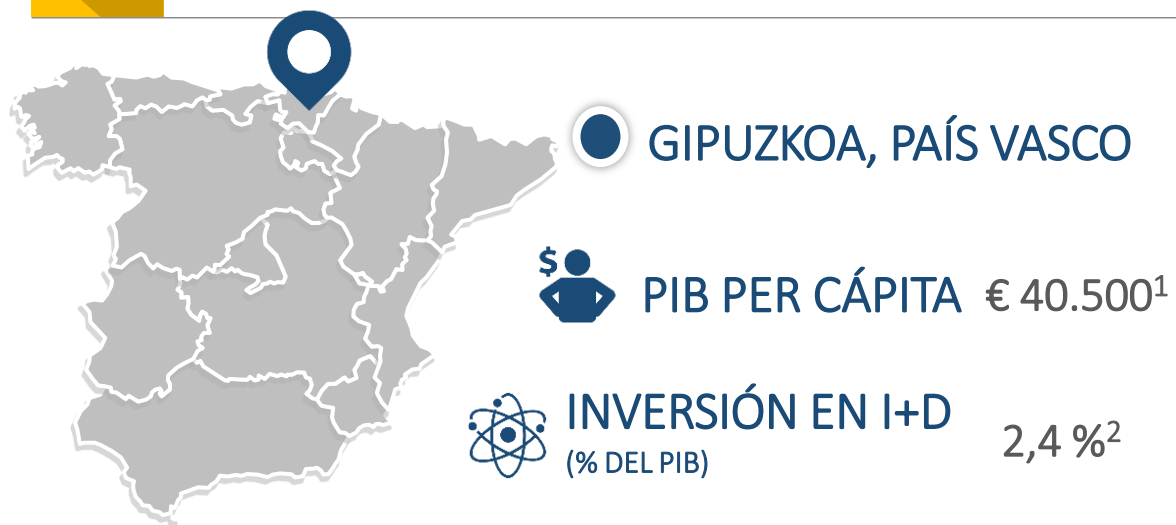 GIPUZKOA, PAÍS VASCO
$
PIB PER CÁPITA € 40.500¹
INVERSIÓN EN I+D
(% DEL PIB)
2,4 %²